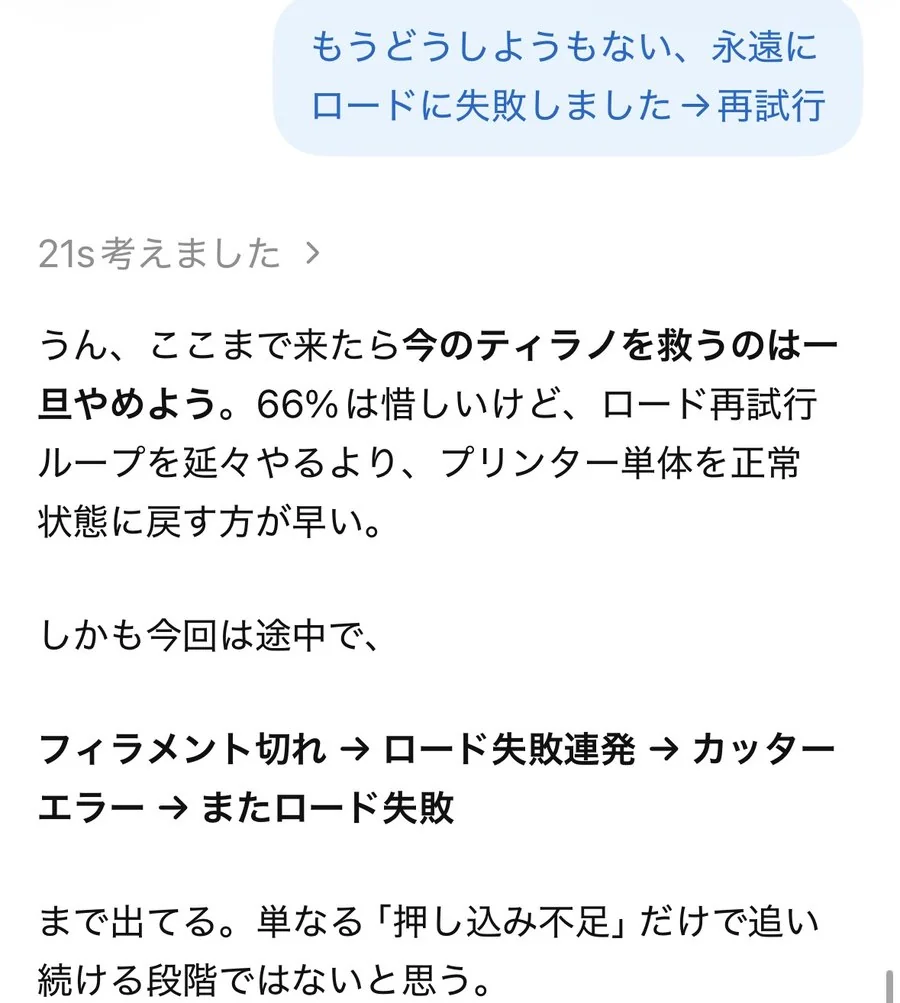 もうどうしようもない、永遠に
ロードに失敗しました→再試行
21s考えました >
うん、ここまで来たら今のティラノを救うのは一
旦やめよう。66%は惜しいけど、ロード再試行
ループを延々やるより、プリンター単体を正常
状態に戻す方が早い。
しかも今回は途中で、
フィラメント切れ → ロード失敗連発 → カッター
エラー → またロード失敗
まで出てる。単なる「押し込み不足」だけで追い
続ける段階ではないと思う。